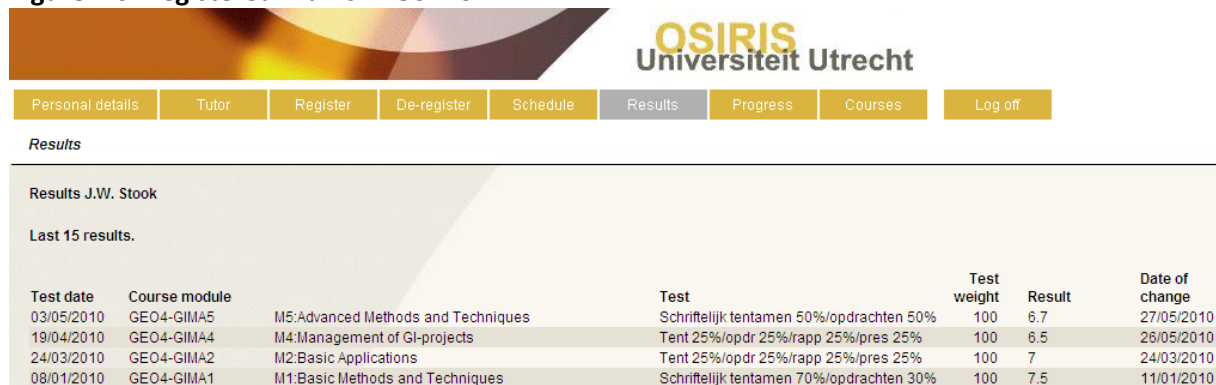 OSIRIS
Universiteit Utrecht
Personal details Tutor Register De-register Schedule Results Progress Courses Log off
Results
Results J.W. Stook
Last 15 results.
Test date Course module Test Test weight Result Date of change
03/05/2010 GEO4-GIMA5 M5:Advanced Methods and Techniques Schriftelijk tentamen 50%/opdrachten 50% 100 6.7 27/05/2010
19/04/2010 GEO4-GIMA4 M4:Management of GI-projects Tent 25%/opdr 25%/rapp 25%/pres 25% 100 6.5 26/05/2010
24/03/2010 GEO4-GIMA2 M2:Basic Applications Tent 25%/opdr 25%/rapp 25%/pres 25% 100 7 24/03/2010
08/01/2010 GEO4-GIMA1 M1:Basic Methods and Techniques Schriftelijk tentamen 70%/opdrachten 30% 100 7.5 11/01/2010